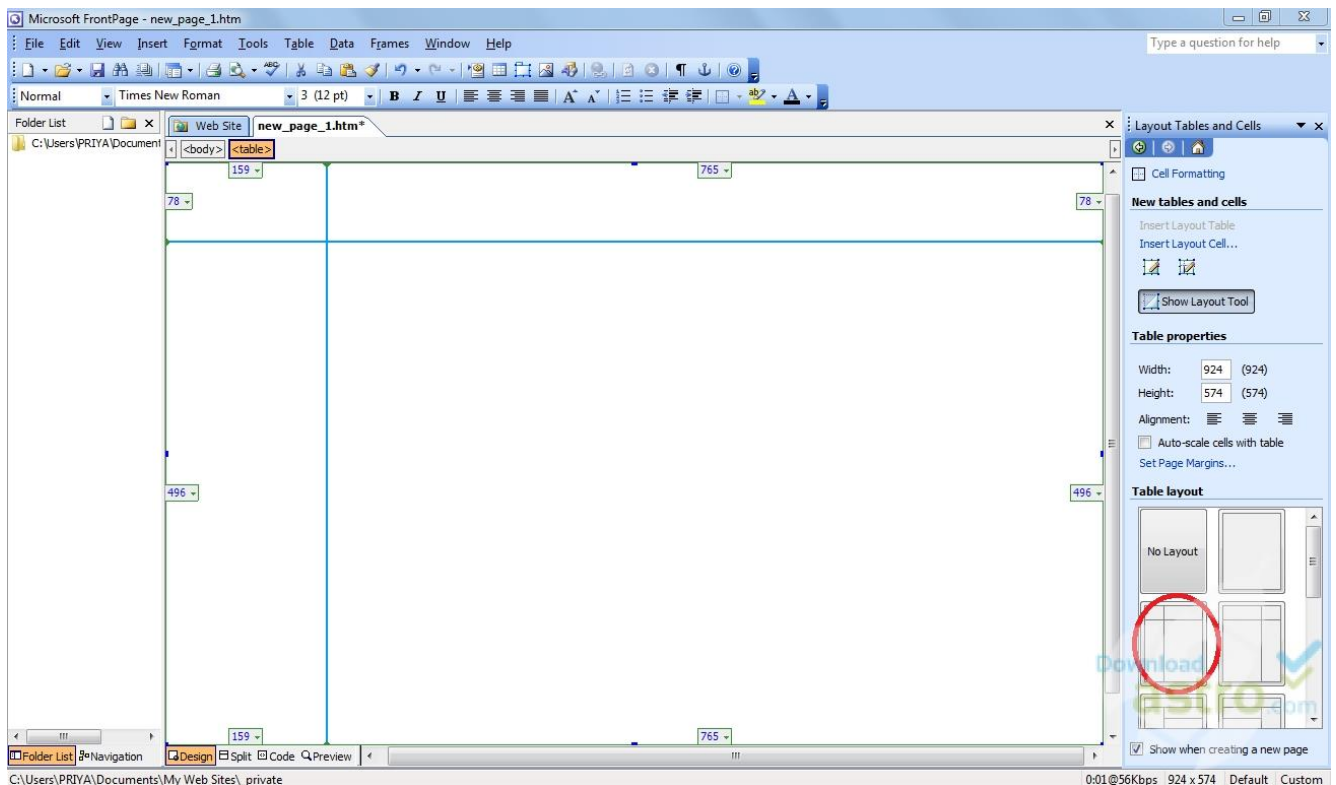 Microsoft FrontPage - new_page_1.htm
File Edit View Insert Format Tools Table Data Frames Window Help
Type a question for help
Normal Times New Roman 3 (12 pt) B I U A A A
Folder List
C:\Users\PRIYA\Document
Web Site new_page_1.htm*
<body> <table>
159 765
78 78
496 496
159 765
Folder List Navigation
Design Split Code Preview
Layout Tables and Cells
Cell Formatting
New tables and cells
Insert Layout Table
Insert Layout Cell...
Show Layout Tool
Table properties
Width: 924 (924)
Height: 574 (574)
Alignment:
Auto-scale cells with table
Set Page Margins...
Table layout
No Layout
Download
astro.com
Show when creating a new page
C:\Users\PRIYA\Documents\My Web Sites\_private
0:01@56Kbps 924 x 574 Default Custom